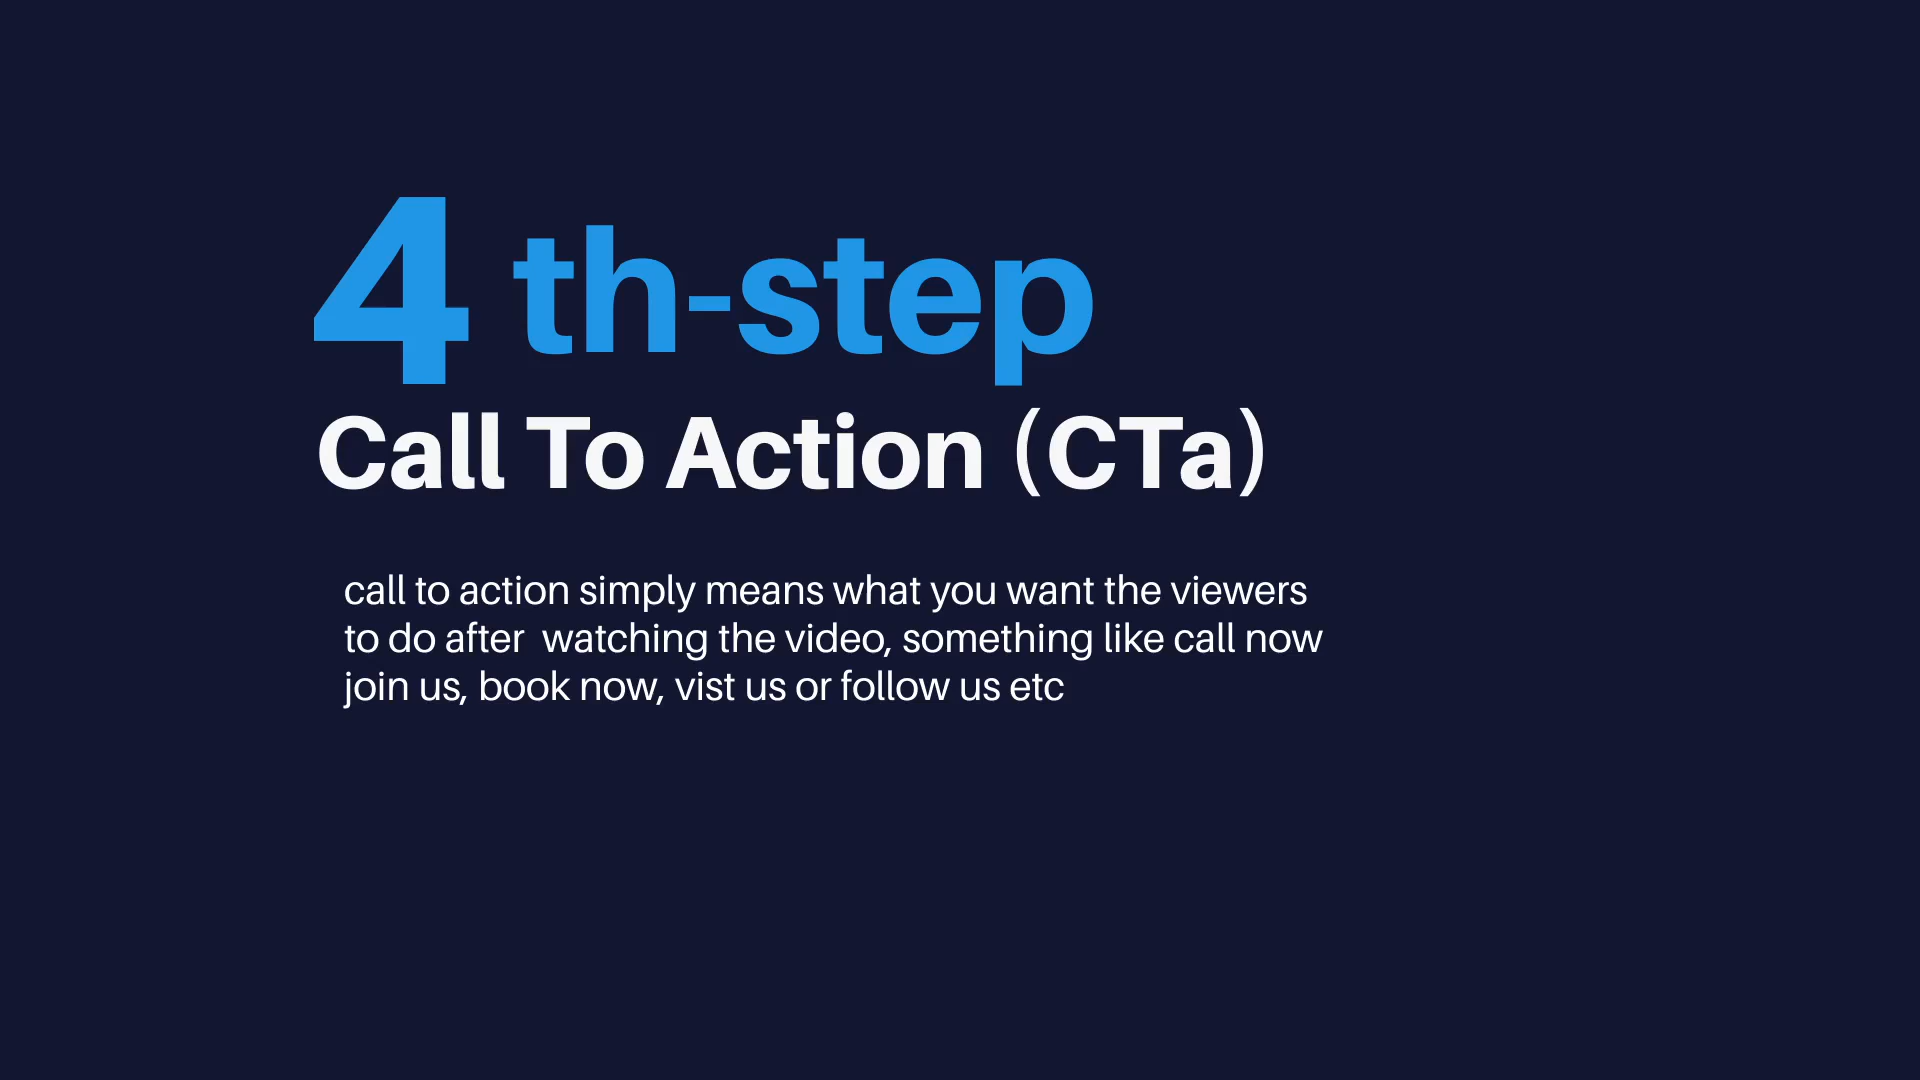 4 th-step
Call To Action (CTa)
call to action simply means what you want the viewers
to do after  watching the video, something like call now
join us, book now, vist us or follow us etc